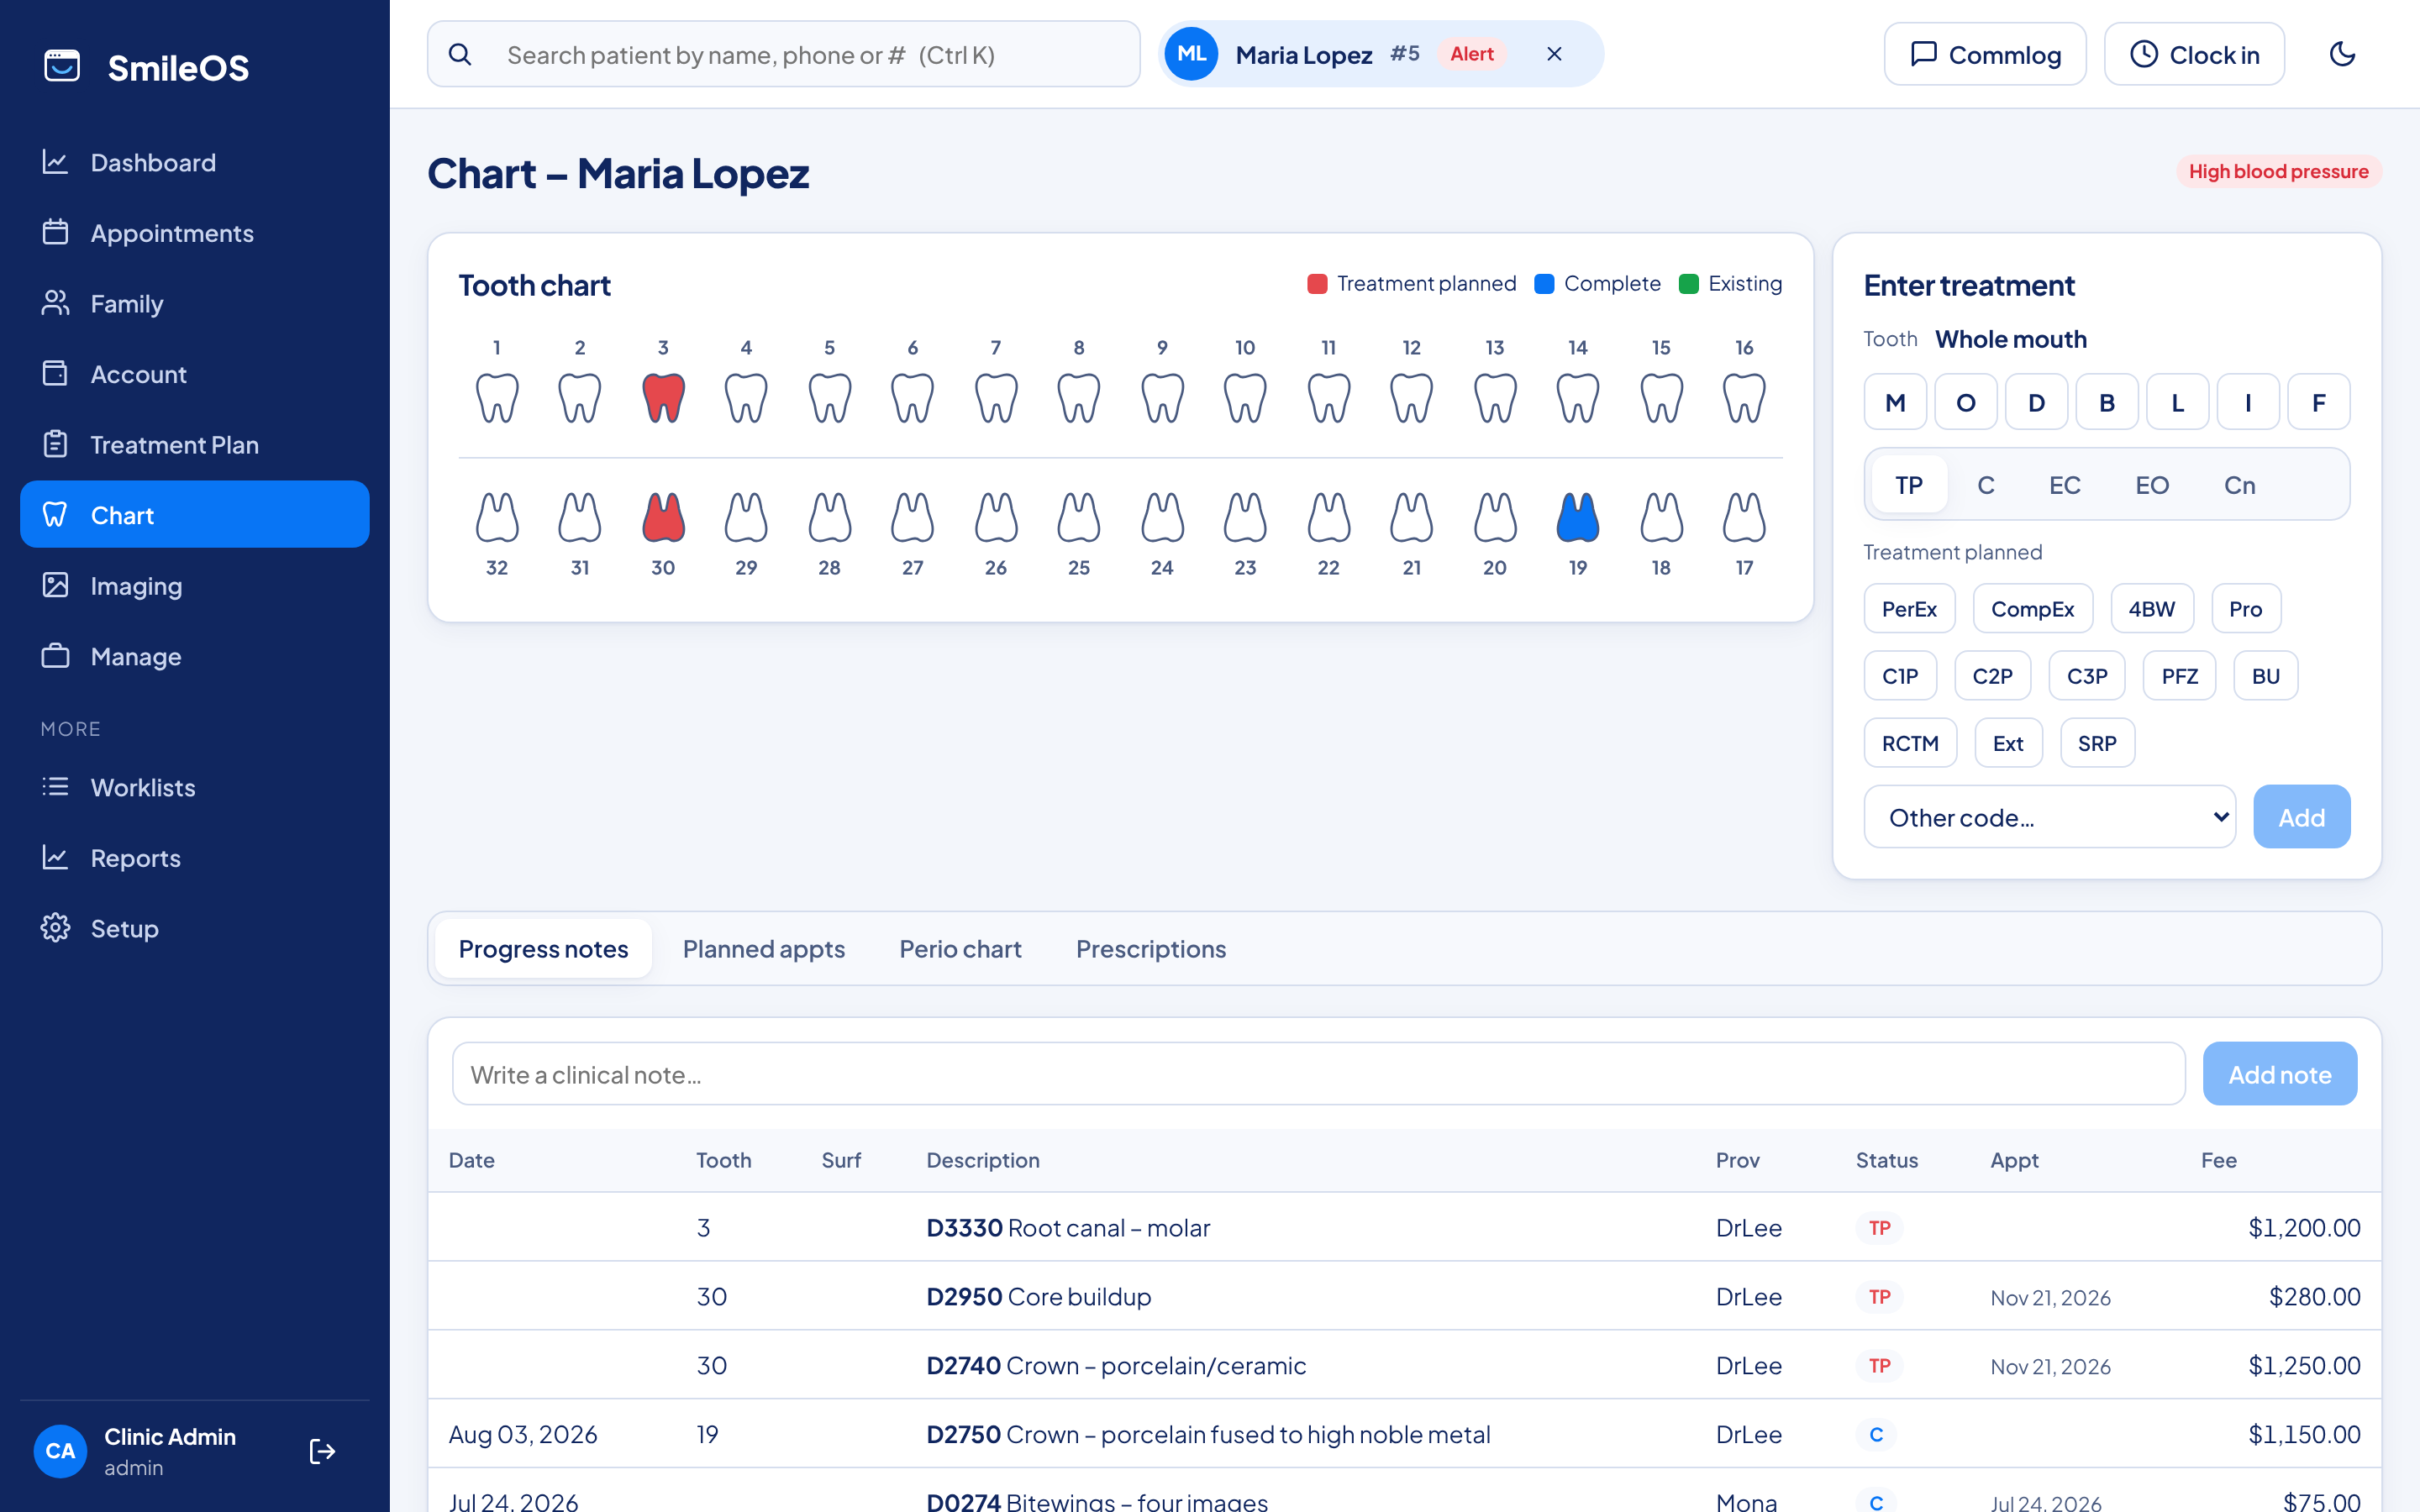 SmileOS
Dashboard
Appointments
Family
Account
Treatment Plan
Chart
Imaging
Manage
MORE
Worklists
Reports
Setup
CA
Clinic Admin
admin
Search patient by name, phone or # (Ctrl K)
ML Maria Lopez #5 Alert
Commlog
Clock in
Chart – Maria Lopez
High blood pressure
Tooth chart
Treatment planned Complete Existing
1 2 3 4 5 6 7 8 9 10 11 12 13 14 15 16
32 31 30 29 28 27 26 25 24 23 22 21 20 19 18 17
Enter treatment
Tooth Whole mouth
M O D B L I F
TP C EC EO Cn
Treatment planned
PerEx CompEx 4BW Pro
C1P C2P C3P PFZ BU
RCTM Ext SRP
Other code... Add
Progress notes Planned appts Perio chart Prescriptions
Write a clinical note... Add note
Date Tooth Surf Description Prov Status Appt Fee
3 D3330 Root canal – molar DrLee TP $1,200.00
30 D2950 Core buildup DrLee TP Nov 21, 2026 $280.00
30 D2740 Crown – porcelain/ceramic DrLee TP Nov 21, 2026 $1,250.00
Aug 03, 2026 19 D2750 Crown – porcelain fused to high noble metal DrLee C $1,150.00
Jul 24, 2026 D0274 Bitewings – four images Mona C Jul 24, 2026 $75.00